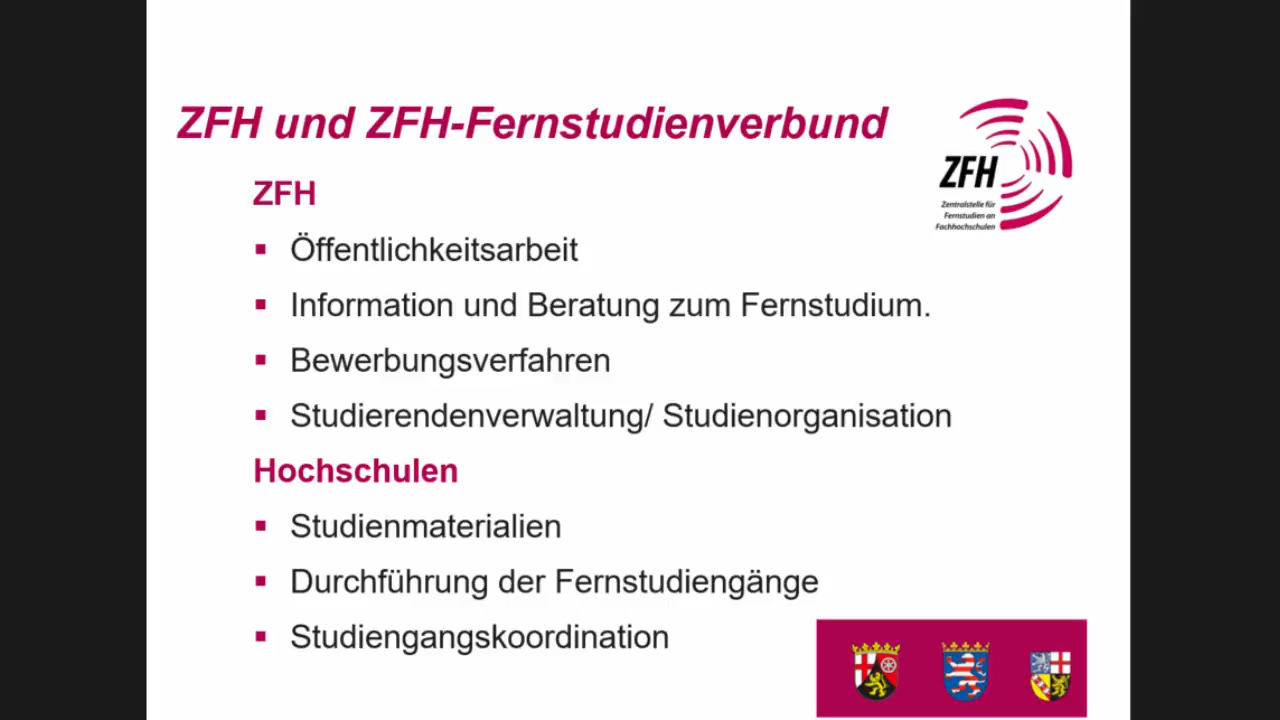 ZFH und ZFH-Fernstudienverbund
ZFH
Zentralstelle für
Fernstudien an
Fachhochschulen
ZFH
▪ Öffentlichkeitsarbeit
▪ Information und Beratung zum Fernstudium.
▪ Bewerbungsverfahren
▪ Studierendenverwaltung/ Studienorganisation
Hochschulen
▪ Studienmaterialien
▪ Durchführung der Fernstudiengänge
▪ Studiengangskoordination